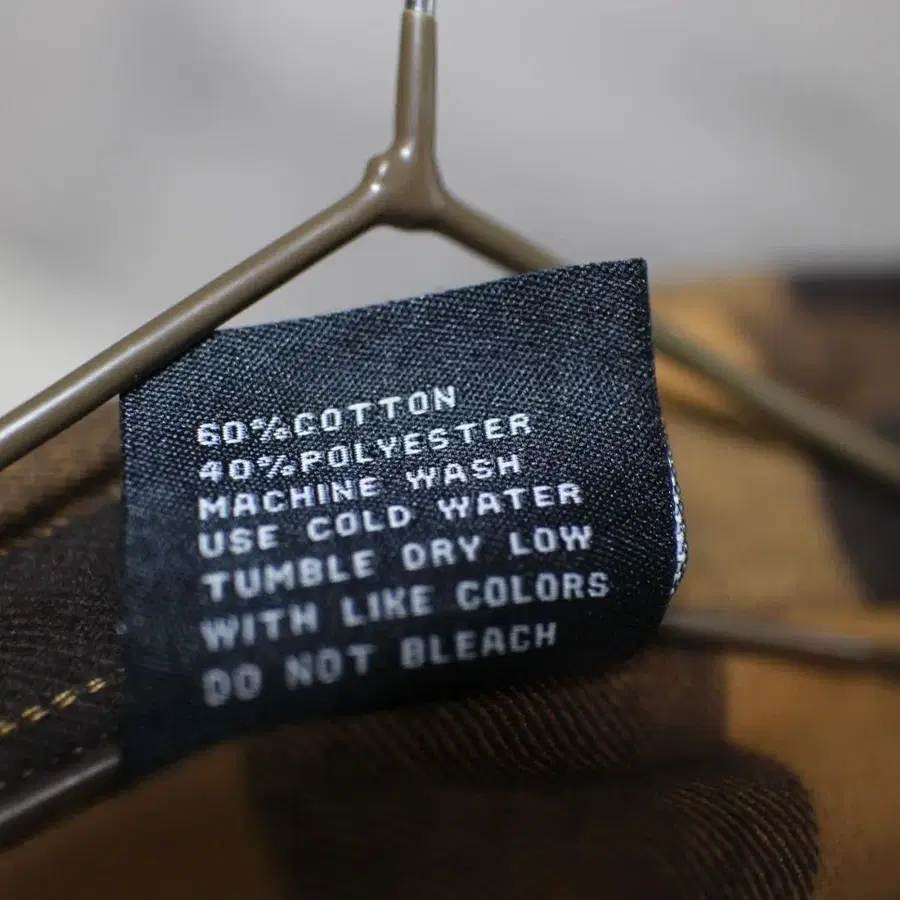 60%COTTON
40%POLYESTER
MACHINE WASH
USE COLD WATER
TUMBLE DRY LOW
WITH LIKE COLORS
DO NOT BLEACH